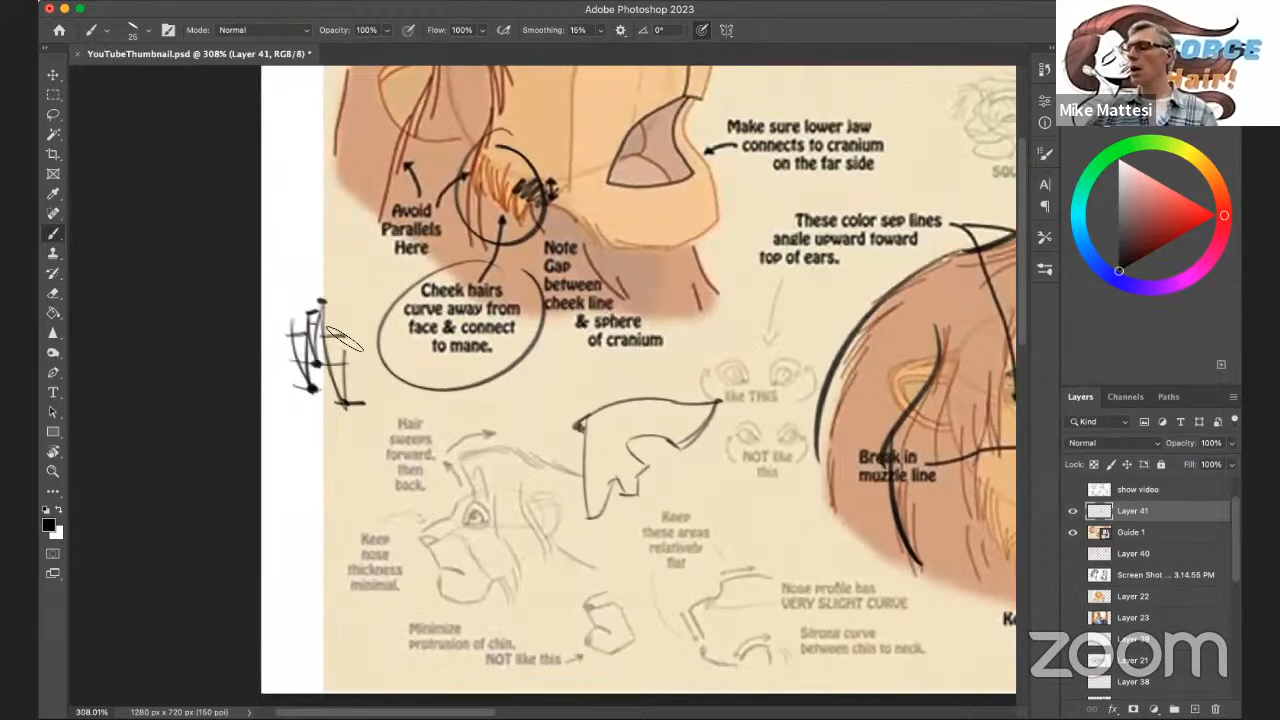 Adobe Photoshop 2023
25
Mode: Normal
Opacity: 100%
Flow: 100%
Smoothing: 15%
0°
YouTubeThumbnail.psd @ 308% (Layer 41, RGB/8) *
FORCE
Hair!
Mike Mattesi
Make sure lower jaw
connects to cranium
on the far side
Avoid
Parallels
Here
Note
Gap
between
cheek line
& sphere
of cranium
Cheek hairs
curve away from
face & connect
to mane.
These color sep lines
angle upward toward
top of ears.
like THIS
NOT like
this
Break in
muzzle line
Hair
sweeps
forward,
then
back.
Keep
nose
thickness
minimal.
Keep
these areas
relatively
flat
Nose profile has
VERY SLIGHT CURVE
Minimize
protrusion of chin.
NOT like this
Strong curve
between chin to neck.
Layers
Channels
Paths
Kind
Normal
Opacity: 100%
Lock:
Fill: 100%
show video
Layer 41
Guide 1
Layer 40
Screen Shot ... 3.14.55 PM
Layer 22
Layer 23
Layer 39
Layer 21
Layer 38
zoom
308.01%
1280 px x 720 px (150 ppi)